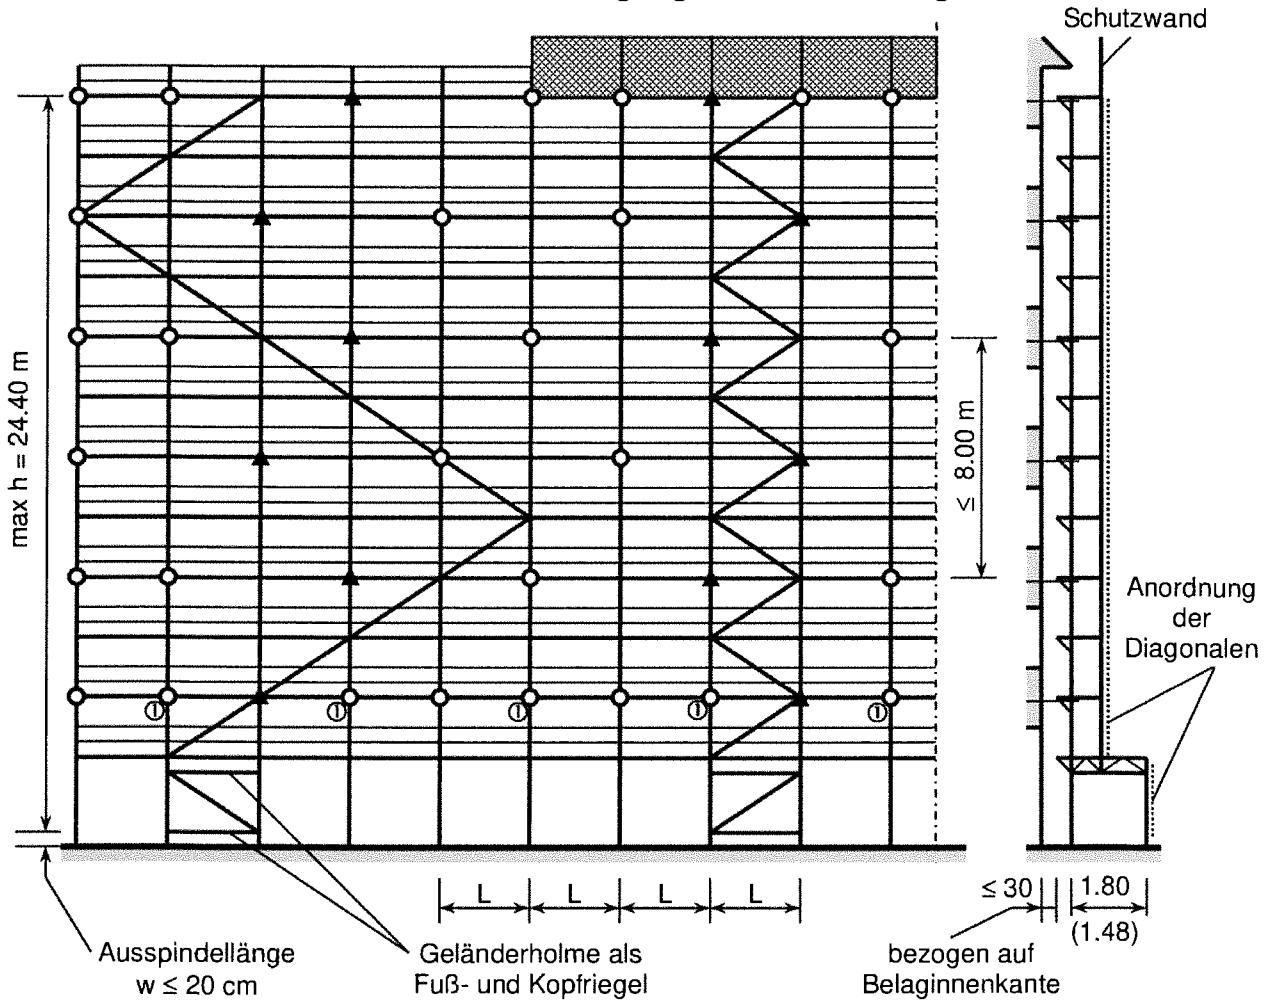 Schutzwand
max h = 24.40 m
≤ 8.00 m
Anordnung
der
Diagonalen
① ① ① ① ①
L L L L
≤ 30
1.80
(1.48)
Ausspindellänge
w ≤ 20 cm
Geländerholme als
Fuß- und Kopfriegel
bezogen auf
Belaginnenkante